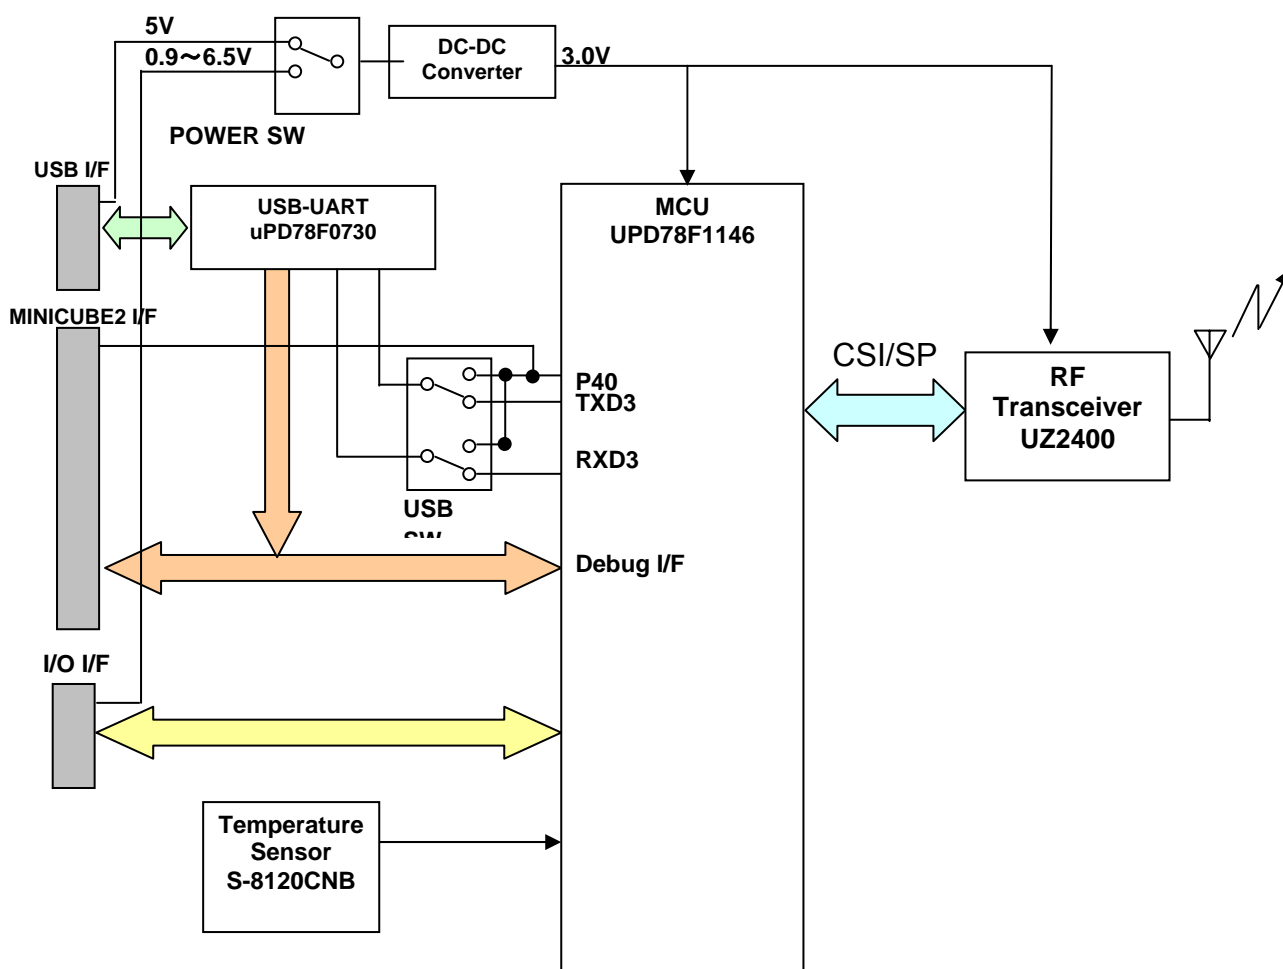 5V
0.9～6.5V
DC-DC
Converter
3.0V
POWER SW
USB I/F
USB-UART
uPD78F0730
MCU
UPD78F1146
MINICUBE2 I/F
CSI/SP
P40
TXD3
RXD3
RF
Transceiver
UZ2400
USB
Debug I/F
I/O I/F
Temperature
Sensor
S-8120CNB